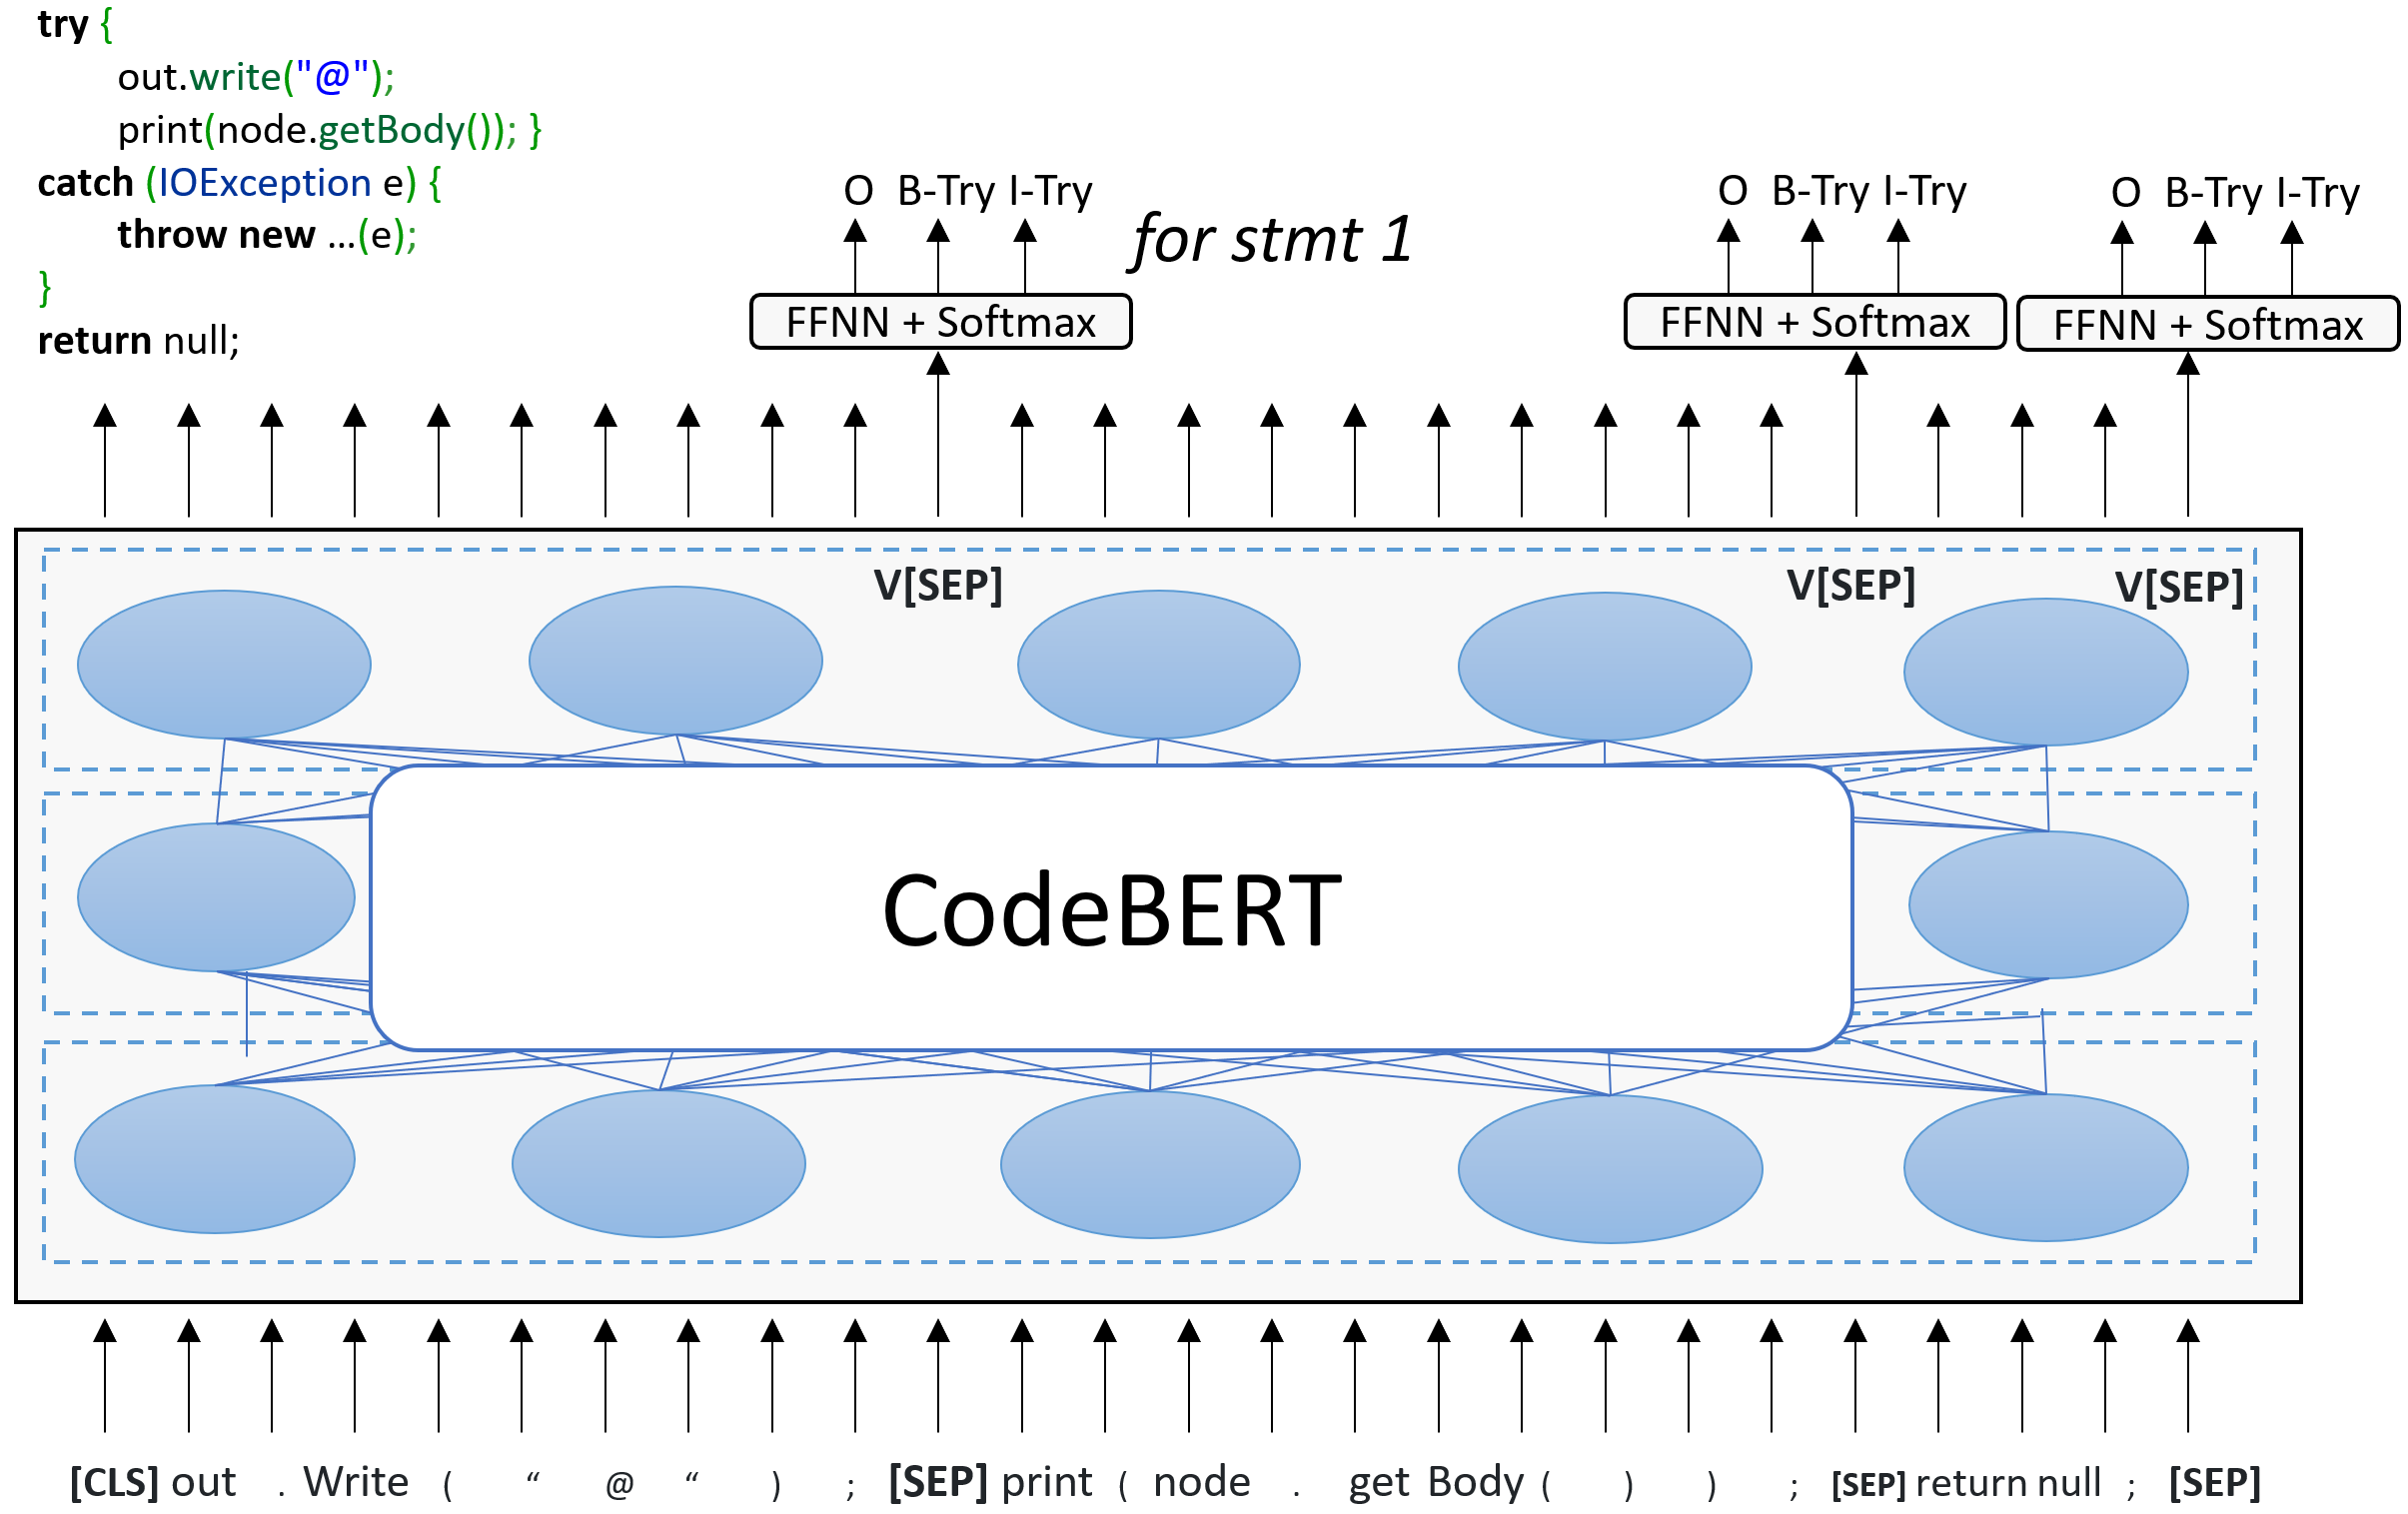 try {
out.write("@");
print(node.getBody()); }
catch (IOException e) {
throw new ...(e);
}
return null;
O B-Try I-Try
for stmt 1
FFNN + Softmax
O B-Try I-Try
FFNN + Softmax
O B-Try I-Try
FFNN + Softmax
V[SEP] V[SEP] V[SEP]
CodeBERT
[CLS] out . Write ( “ @ “ ) ; [SEP] print ( node . get Body ( ) ) ; [SEP] return null ; [SEP]